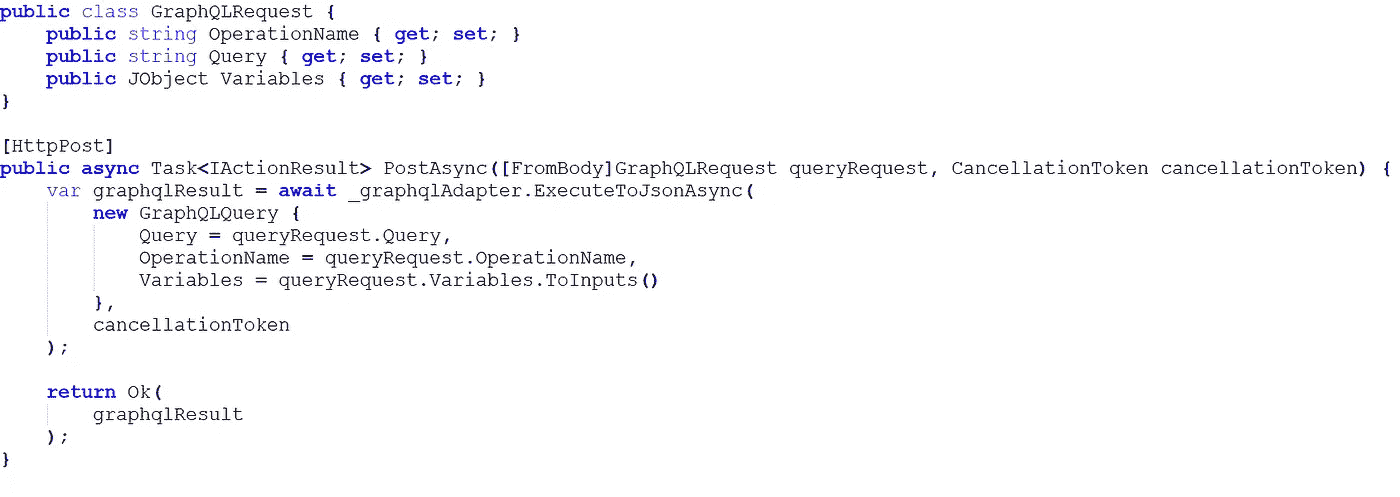 public class GraphQLRequest {
    public string OperationName { get; set; }
    public string Query { get; set; }
    public JObject Variables { get; set; }
}

[HttpPost]
public async Task<IActionResult> PostAsync([FromBody]GraphQLRequest queryRequest, CancellationToken cancellationToken) {
    var graphqlResult = await _graphqlAdapter.ExecuteToJsonAsync(
        new GraphQLQuery {
            Query = queryRequest.Query,
            OperationName = queryRequest.OperationName,
            Variables = queryRequest.Variables.ToInputs()
        },
        cancellationToken
    );

    return Ok(
        graphqlResult
    );
}